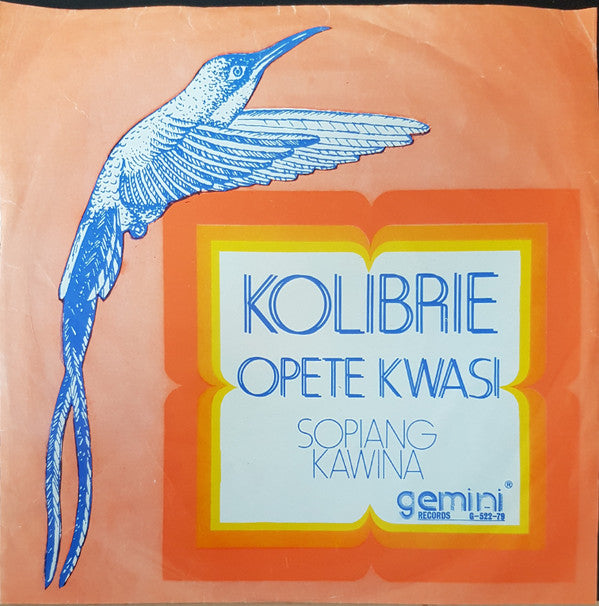 KOLIBRIE
OPETE KWASI
SOPIANG
KAWINA
gemini®
RECORDS G-522-79